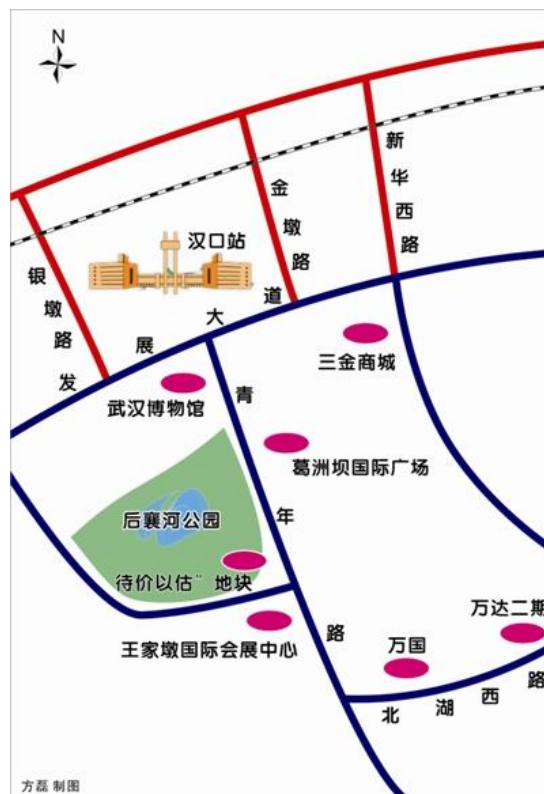 N
新华西路
金墩路
汉口站
银墩路
发展大道
三金商城
武汉博物馆
青年路
葛洲坝国际广场
后襄河公园
待价以估”地块
万达二期
王家墩国际会展中心
万国
北湖西路
方磊 制图